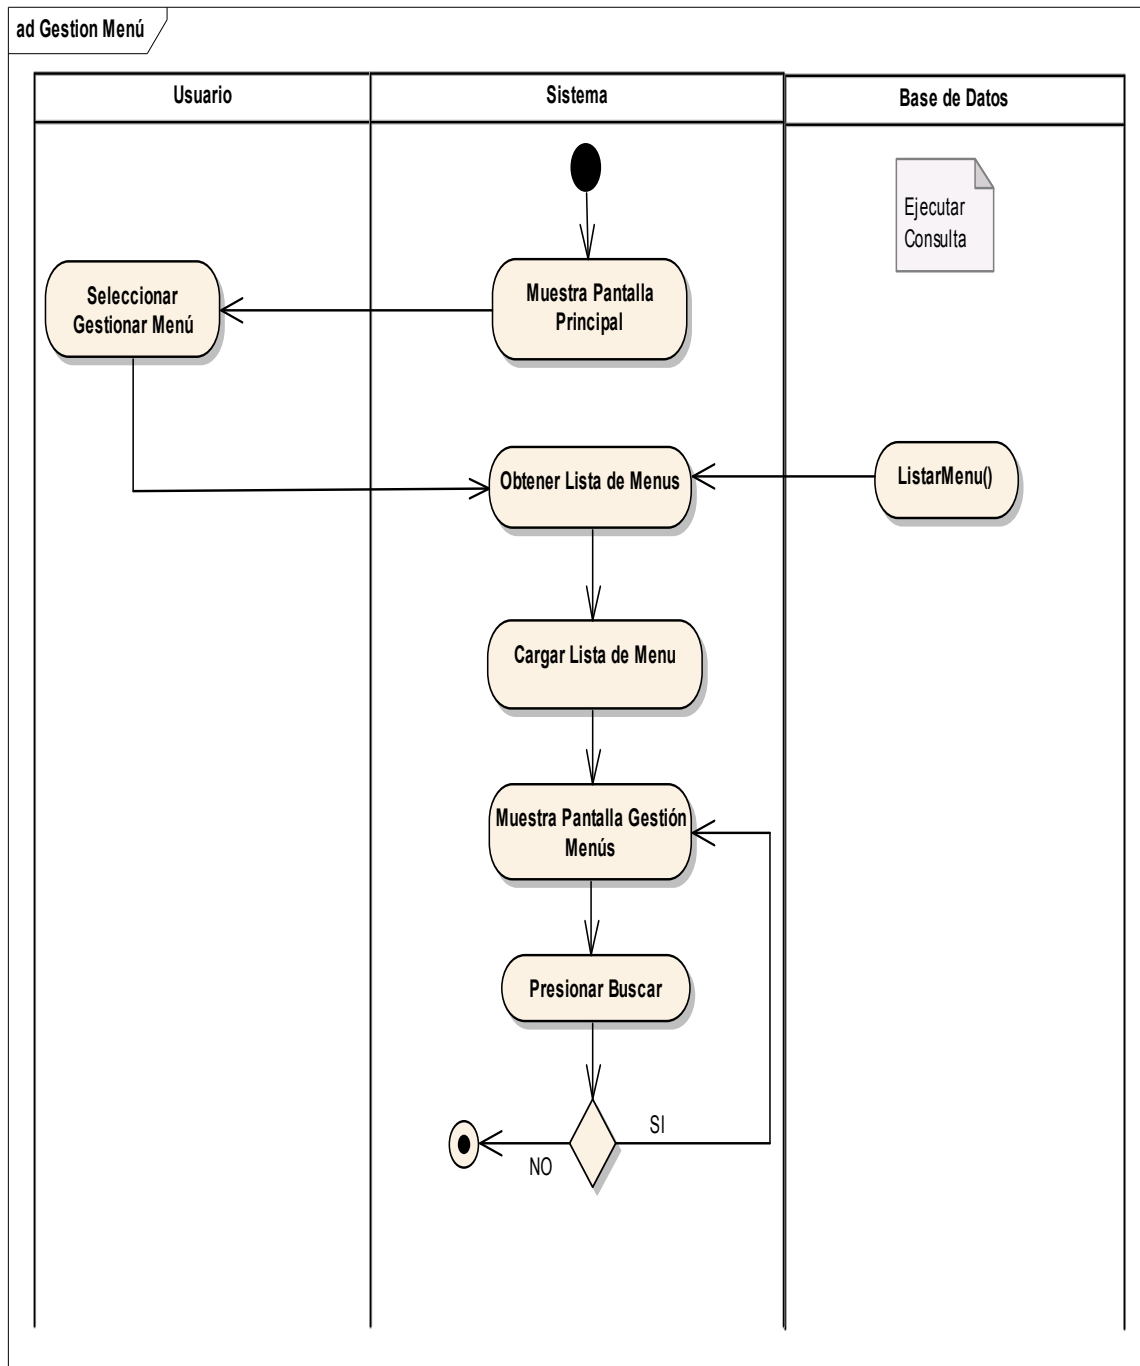 ad Gestion Menú
Usuario
Sistema
Base de Datos
Ejecutar
Consulta
Seleccionar
Gestionar Menú
Muestra Pantalla
Principal
Obtener Lista de Menus
ListarMenu()
Cargar Lista de Menu
Muestra Pantalla Gestión
Menús
Presionar Buscar
SI
NO